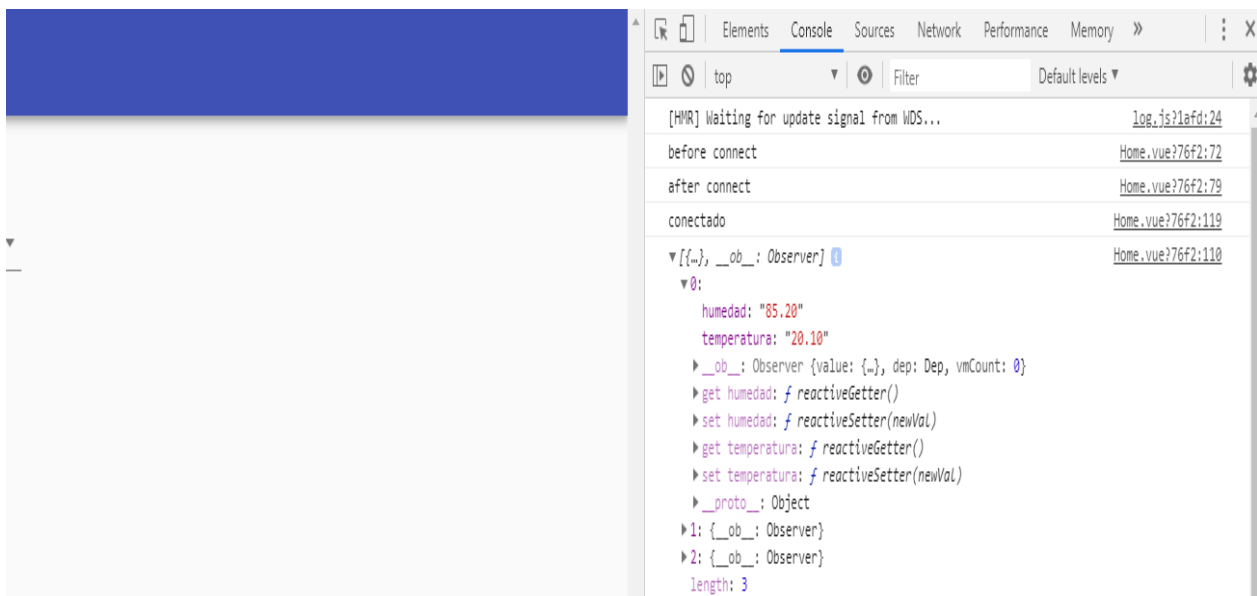 Elements Console Sources Network Performance Memory »
top Filter Default levels
[HMR] Waiting for update signal from WDS... log.js?1afd:24
before connect Home.vue?76f2:72
after connect Home.vue?76f2:79
conectado Home.vue?76f2:119
▼[{…}, __ob__: Observer] i Home.vue?76f2:110
▼0:
humedad: "85.20"
temperatura: "20.10"
▶__ob__: Observer {value: {…}, dep: Dep, vmCount: 0}
▶get humedad: ƒ reactiveGetter()
▶set humedad: ƒ reactiveSetter(newVal)
▶get temperatura: ƒ reactiveGetter()
▶set temperatura: ƒ reactiveSetter(newVal)
▶__proto__: Object
▶1: {__ob__: Observer}
▶2: {__ob__: Observer}
length: 3